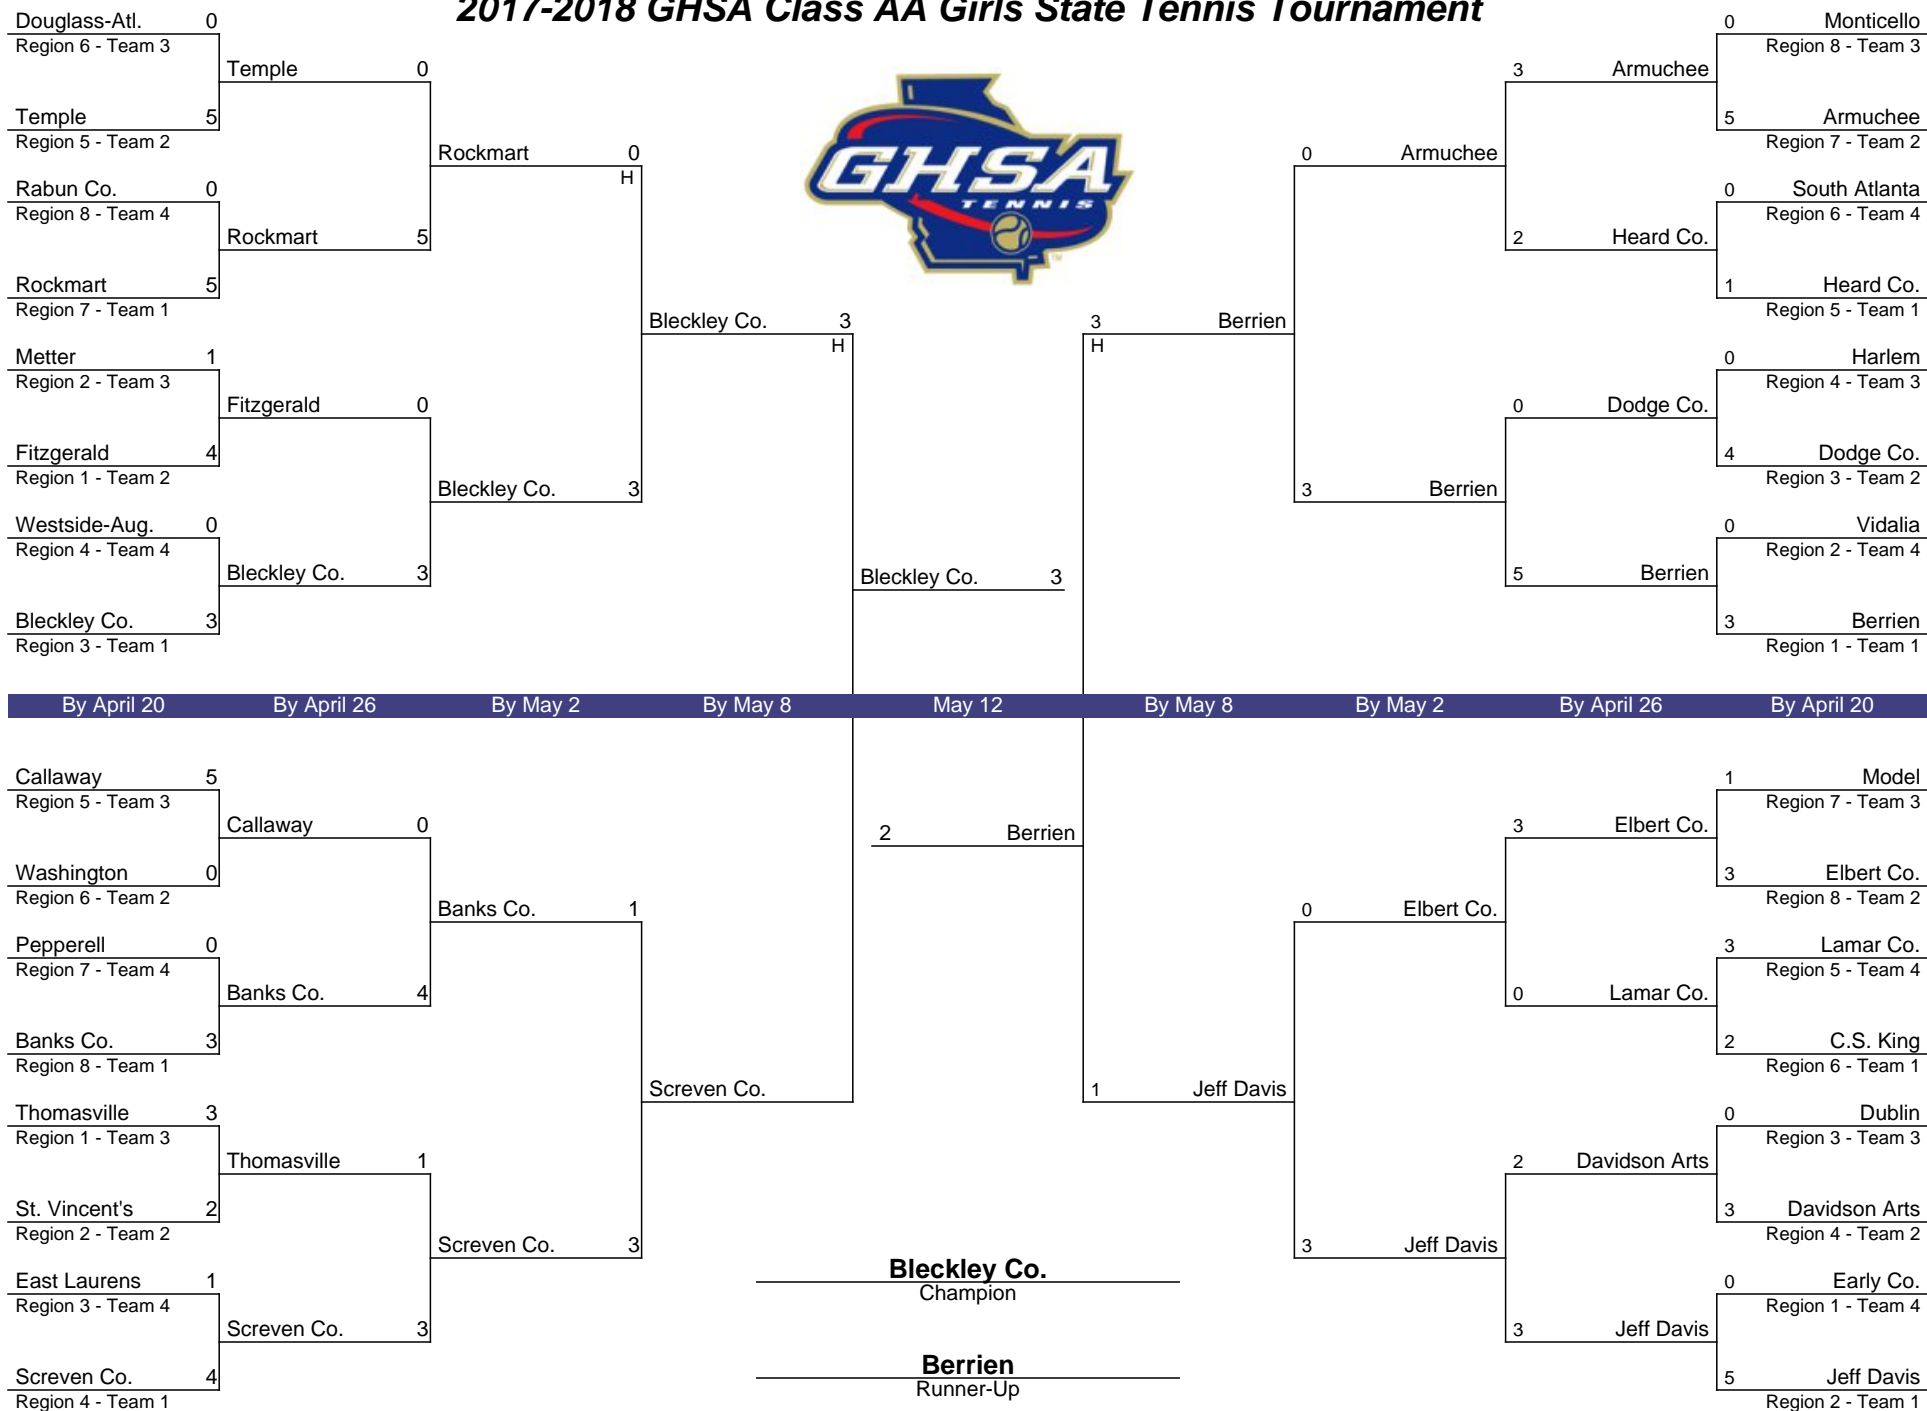 2017-2018 GHSA Class AA Girls State Tennis Tournament
GHSA
TENNIS
TM
Douglass-Atl. 0
Region 6 - Team 3
Temple 5
Region 5 - Team 2
Rabun Co. 0
Region 8 - Team 4
Rockmart 5
Region 7 - Team 1
Metter 1
Region 2 - Team 3
Fitzgerald 4
Region 1 - Team 2
Westside-Aug. 0
Region 4 - Team 4
Bleckley Co. 3
Region 3 - Team 1
Temple 0
Rockmart 5
Fitzgerald 0
Bleckley Co. 3
Rockmart 0
H
Bleckley Co. 3
Bleckley Co. 3
H
Bleckley Co. 3
3 Berrien
H
0 Armuchee
3 Berrien
3 Armuchee
2 Heard Co.
0 Dodge Co.
5 Berrien
0 Monticello
Region 8 - Team 3
5 Armuchee
Region 7 - Team 2
0 South Atlanta
Region 6 - Team 4
1 Heard Co.
Region 5 - Team 1
0 Harlem
Region 4 - Team 3
4 Dodge Co.
Region 3 - Team 2
0 Vidalia
Region 2 - Team 4
3 Berrien
Region 1 - Team 1
By April 20 By April 26 By May 2 By May 8 May 12 By May 8 By May 2 By April 26 By April 20
Callaway 5
Region 5 - Team 3
Washington 0
Region 6 - Team 2
Pepperell 0
Region 7 - Team 4
Banks Co. 3
Region 8 - Team 1
Thomasville 3
Region 1 - Team 3
St. Vincent's 2
Region 2 - Team 2
East Laurens 1
Region 3 - Team 4
Screven Co. 4
Region 4 - Team 1
Callaway 0
Banks Co. 4
Thomasville 1
Screven Co. 3
Banks Co. 1
Screven Co. 3
Screven Co.
2 Berrien
1 Jeff Davis
0 Elbert Co.
3 Jeff Davis
3 Elbert Co.
0 Lamar Co.
2 Davidson Arts
3 Jeff Davis
1 Model
Region 7 - Team 3
3 Elbert Co.
Region 8 - Team 2
3 Lamar Co.
Region 5 - Team 4
2 C.S. King
Region 6 - Team 1
0 Dublin
Region 3 - Team 3
3 Davidson Arts
Region 4 - Team 2
0 Early Co.
Region 1 - Team 4
5 Jeff Davis
Region 2 - Team 1
Bleckley Co.
Champion
Berrien
Runner-Up